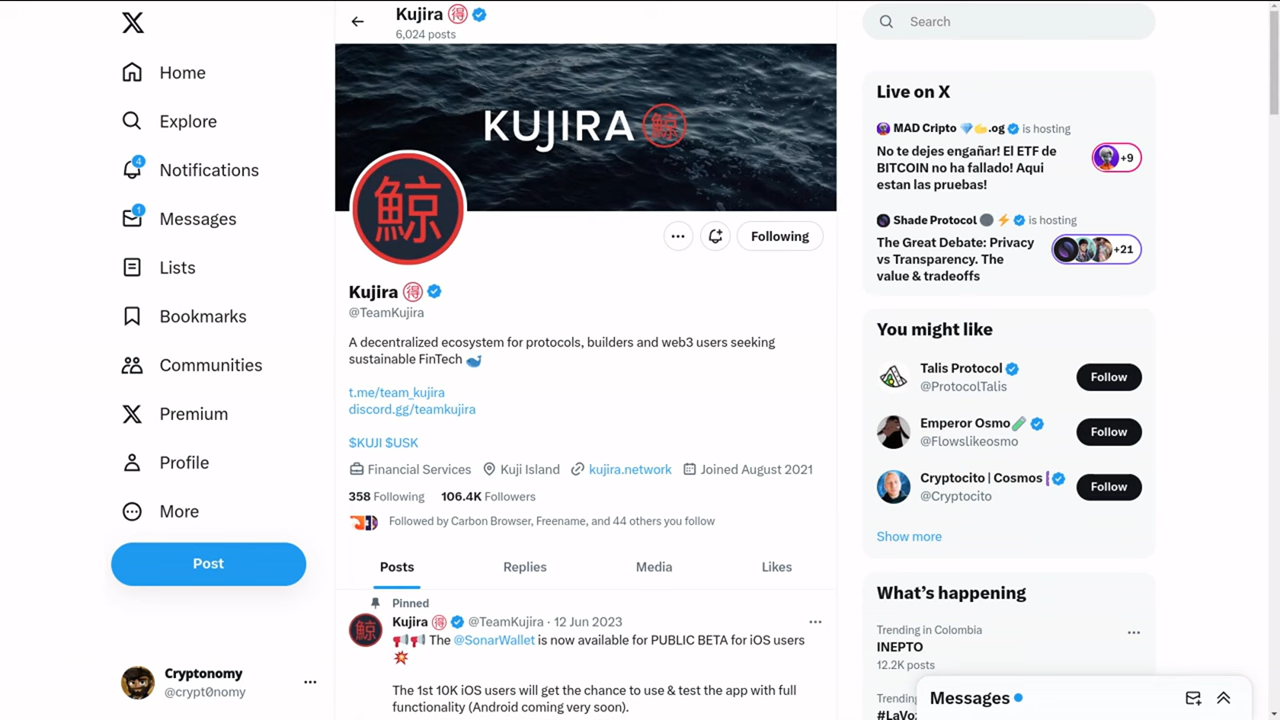 Home
Explore
4
Notifications
1
Messages
Lists
Bookmarks
Communities
Premium
Profile
More
Post
Cryptonomy
@crypt0nomy
Kujira 得
6,024 posts
KUJIRA 鯨
鯨
Following
Kujira 得
@TeamKujira
A decentralized ecosystem for protocols, builders and web3 users seeking
sustainable FinTech 🐋
t.me/team_kujira
discord.gg/teamkujira
$KUJI $USK
Financial Services Kuji Island kujira.network Joined August 2021
358 Following 106.4K Followers
Followed by Carbon Browser, Freename, and 44 others you follow
Posts Replies Media Likes
Pinned
鯨
Kujira 得 @TeamKujira · 12 Jun 2023
📢📢 The @SonarWallet is now available for PUBLIC BETA for iOS users
💥
The 1st 10K iOS users will get the chance to use & test the app with full
functionality (Android coming very soon).
Search
Live on X
MAD Cripto 💎💪.og is hosting
No te dejes engañar! El ETF de
BITCOIN no ha fallado! Aqui
estan las pruebas!
+9
Shade Protocol ⚡ is hosting
The Great Debate: Privacy
vs Transparency. The
value & tradeoffs
+21
You might like
Talis Protocol
@ProtocolTalis
Follow
Emperor Osmo🧪
@Flowslikeosmo
Follow
Cryptocito | Cosmos
@Cryptocito
Follow
Show more
What's happening
Trending in Colombia
INEPTO
12.2K posts
Trending
#LaVoz
Messages